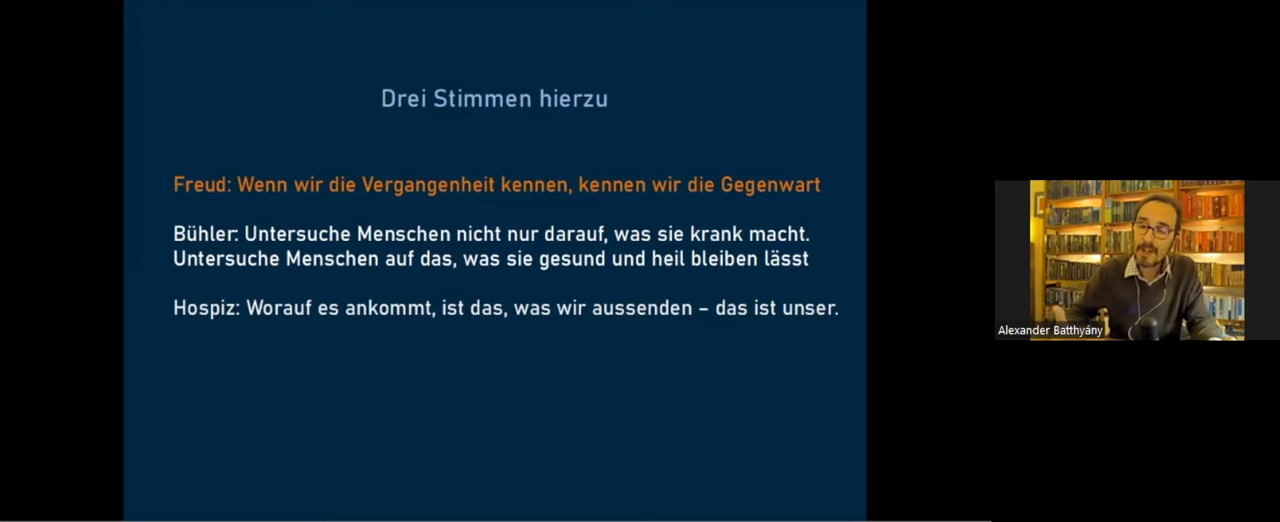 Drei Stimmen hierzu
Freud: Wenn wir die Vergangenheit kennen, kennen wir die Gegenwart
Bühler: Untersuche Menschen nicht nur darauf, was sie krank macht.
Untersuche Menschen auf das, was sie gesund und heil bleiben lässt
Hospiz: Worauf es ankommt, ist das, was wir aussenden – das ist unser.
Alexander Batthyány